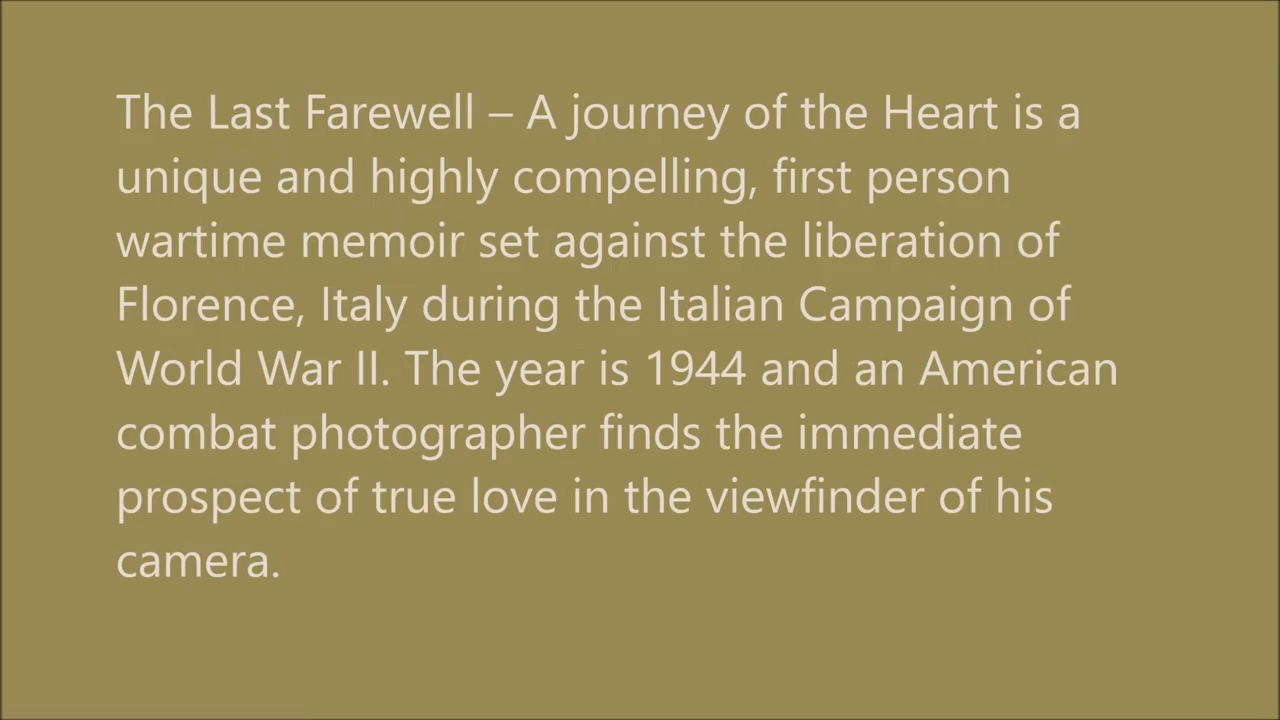 The Last Farewell – A journey of the Heart is a
unique and highly compelling, first person
wartime memoir set against the liberation of
Florence, Italy during the Italian Campaign of
World War II. The year is 1944 and an American
combat photographer finds the immediate
prospect of true love in the viewfinder of his
camera.